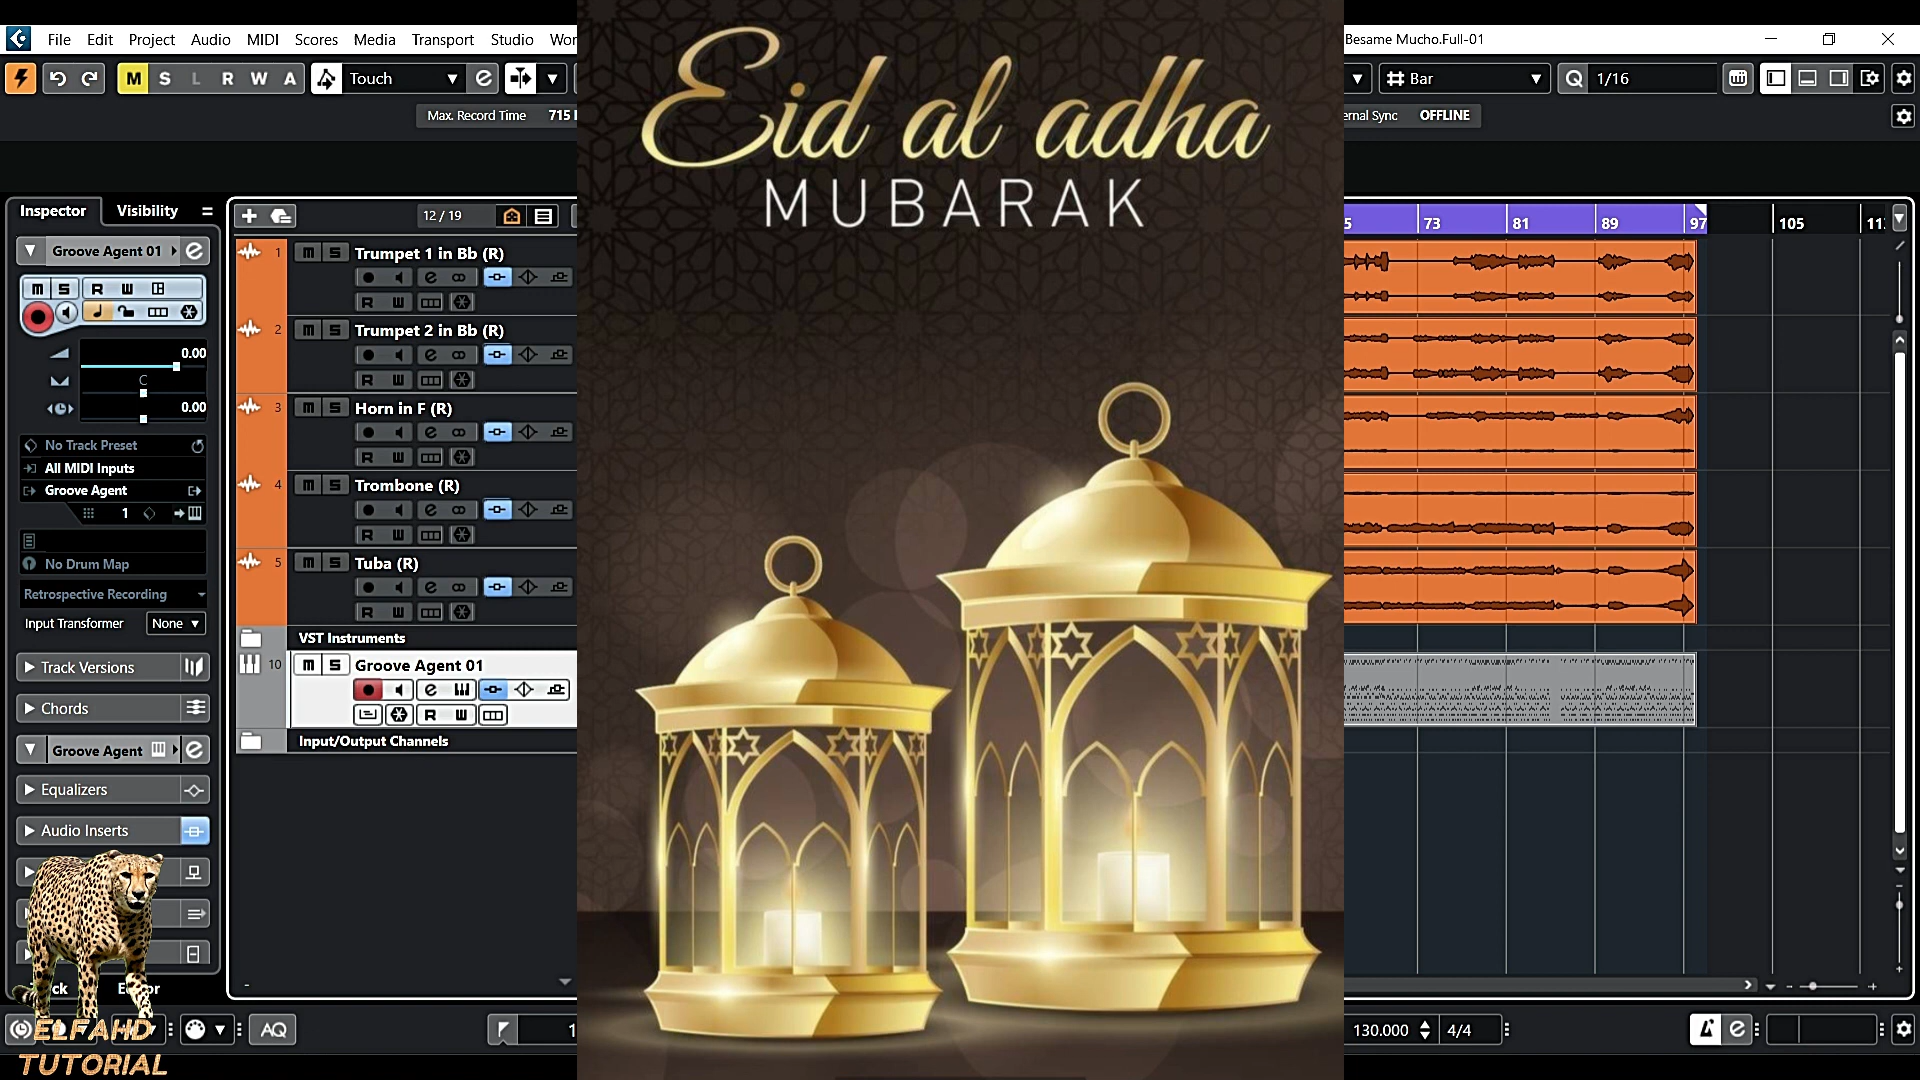 File Edit Project Audio MIDI Scores Media Transport Studio
Besame Mucho.Full-01
M S L R W A Touch
Bar
Q 1/16
Max. Record Time 715
ernal Sync OFFLINE
Eid al adha
MUBARAK
Inspector Visibility
12 / 19
73 81 89 97 105
Groove Agent 01
M S R W
0.00
C
0.00
No Track Preset
All MIDI Inputs
Groove Agent
1
No Drum Map
Retrospective Recording
Input Transformer None
Track Versions
Chords
Groove Agent
Equalizers
Audio Inserts
1 M S Trumpet 1 in Bb (R)
R W
2 M S Trumpet 2 in Bb (R)
R W
3 M S Horn in F (R)
R W
4 M S Trombone (R)
R W
5 M S Tuba (R)
R W
VST Instruments
10 M S Groove Agent 01
R W
Input/Output Channels
AQ
1
130.000 4/4
ELFAHD
TUTORIAL